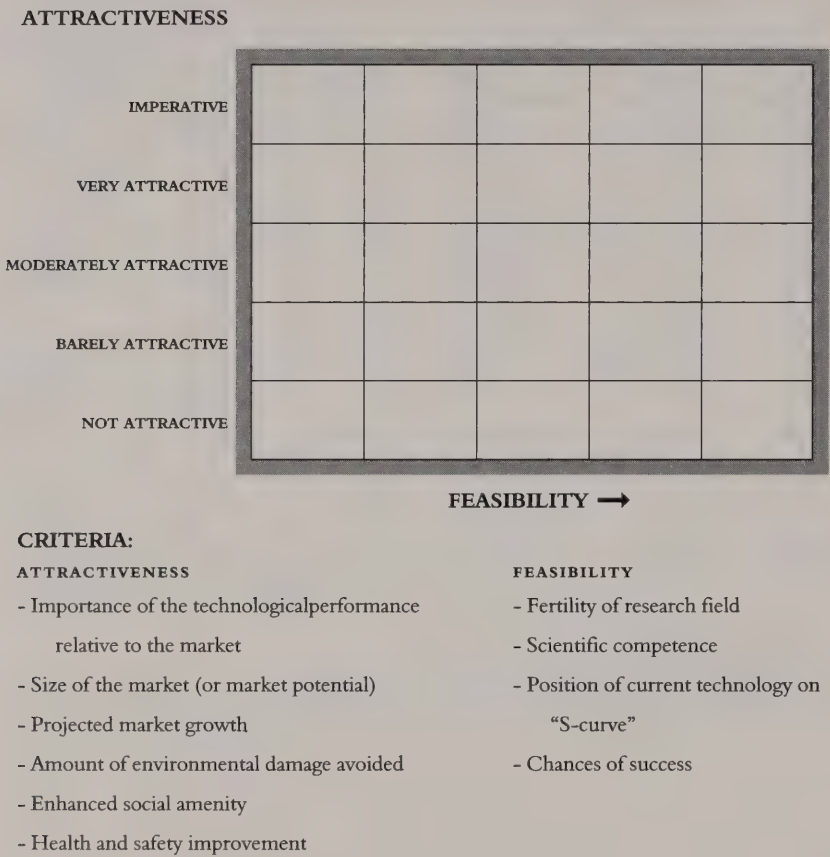 ATTRACTIVENESS
IMPERATIVE
VERY ATTRACTIVE
MODERATELY ATTRACTIVE
BARELY ATTRACTIVE
NOT ATTRACTIVE
FEASIBILITY →
CRITERIA:
ATTRACTIVENESS
- Importance of the technologicalperformance
relative to the market
- Size of the market (or market potential)
- Projected market growth
- Amount of environmental damage avoided
- Enhanced social amenity
- Health and safety improvement
FEASIBILITY
- Fertility of research field
- Scientific competence
- Position of current technology on
“S-curve”
- Chances of success